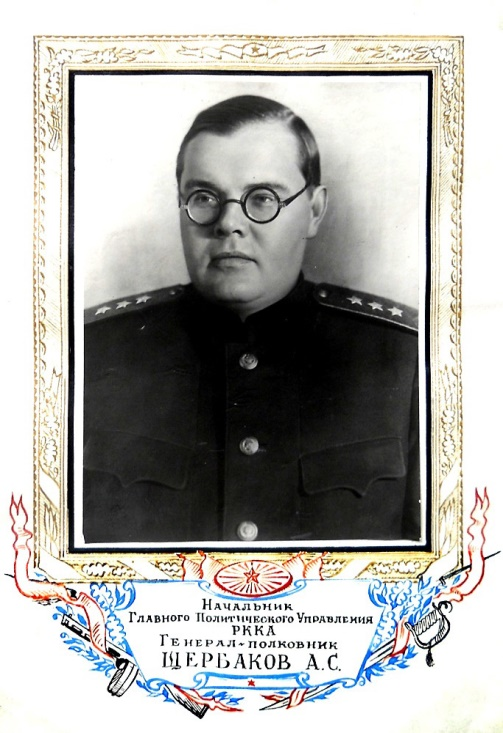 Начальник
Главного Политического Управления
РККА
Генерал-полковник
ЩЕРБАКОВ А.С.